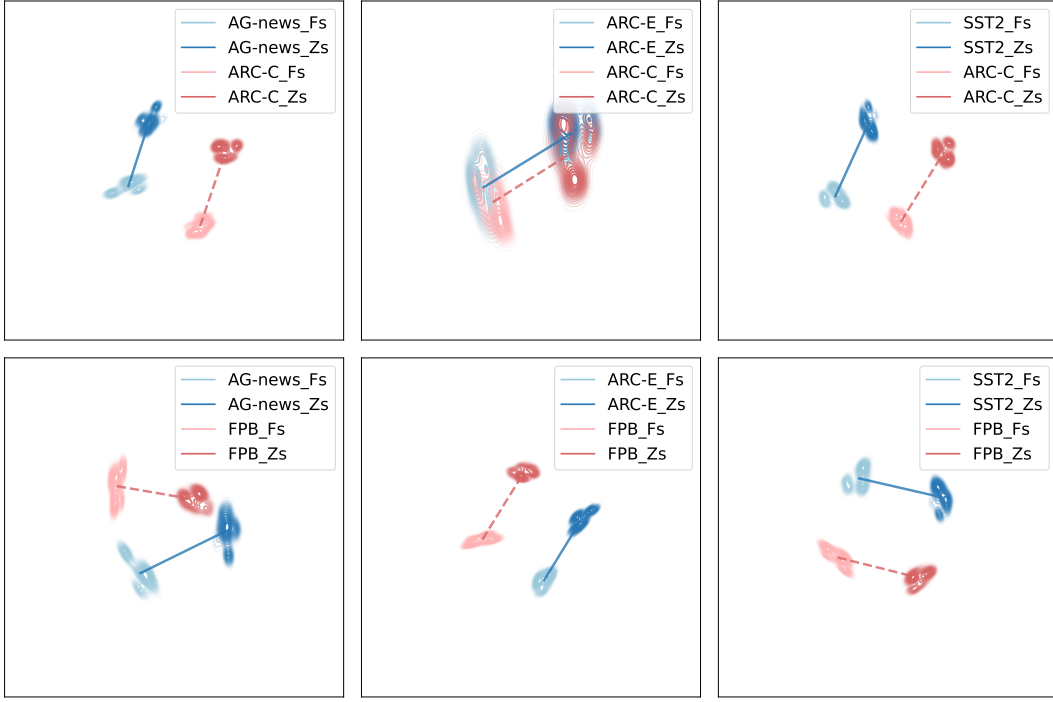 AG-news_Fs
AG-news_Zs
ARC-C_Fs
ARC-C_Zs
ARC-E_Fs
ARC-E_Zs
ARC-C_Fs
ARC-C_Zs
SST2_Fs
SST2_Zs
ARC-C_Fs
ARC-C_Zs
AG-news_Fs
AG-news_Zs
FPB_Fs
FPB_Zs
ARC-E_Fs
ARC-E_Zs
FPB_Fs
FPB_Zs
SST2_Fs
SST2_Zs
FPB_Fs
FPB_Zs